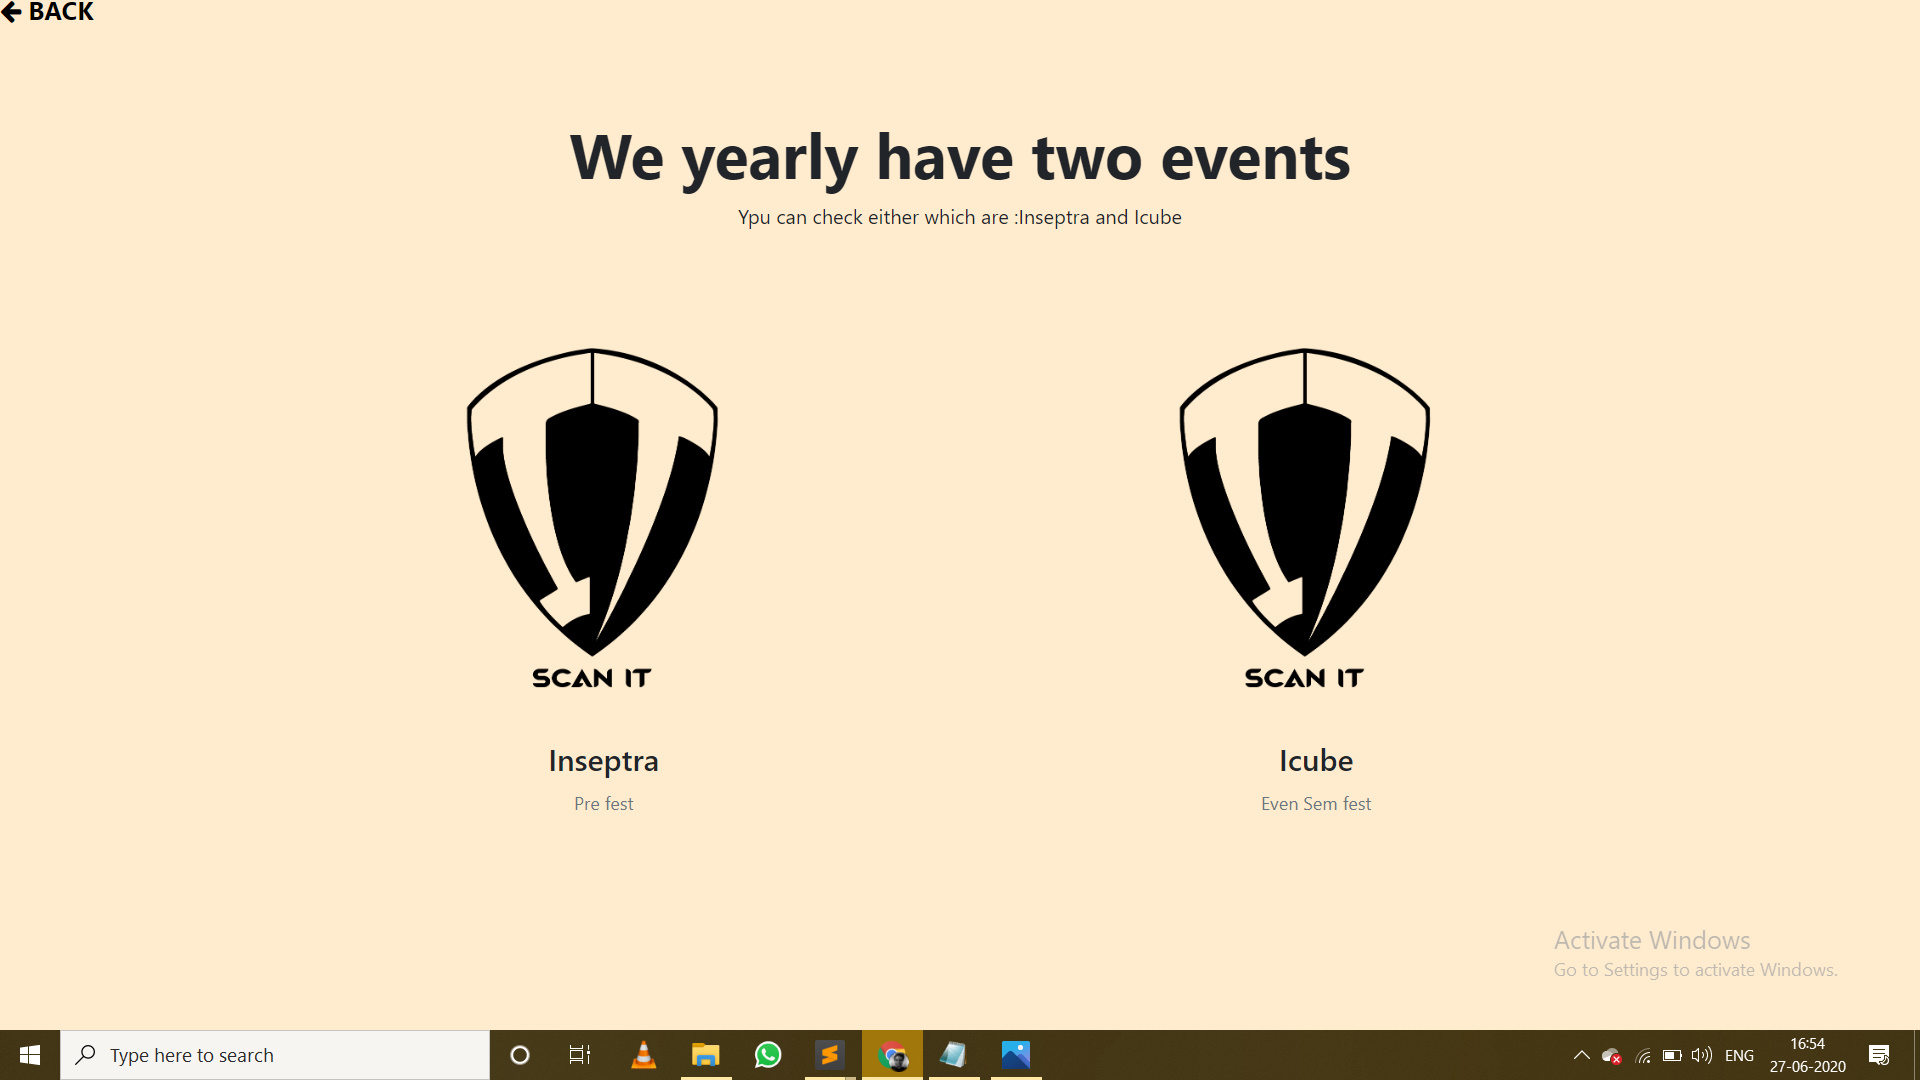 BACK
We yearly have two events
Ypu can check either which are :Inseptra and Icube
SCAN IT
SCAN IT
Inseptra
Icube
Pre fest
Even Sem fest
Activate Windows
Go to Settings to activate Windows.
Type here to search
ENG
16:54
27-06-2020